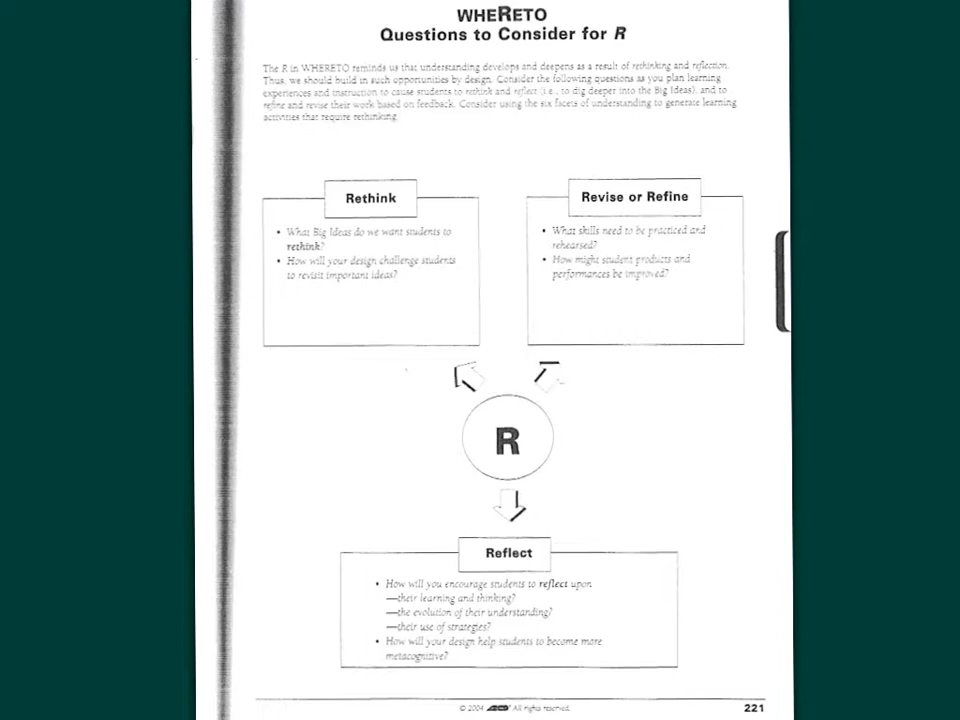 WHERETO
Questions to Consider for R
The R in WHERETO reminds us that understanding develops and deepens as a result of rethinking and reflection.
Thus, we should build in such opportunities by design. Consider the following questions as you plan learning
experiences and instruction to cause students to rethink and reflect (i.e., to dig deeper into the Big Ideas), and to
refine and revise their work based on feedback. Consider using the six facets of understanding to generate learning
activities that require rethinking
Rethink
• What Big Ideas do we want students to
rethink?
• How will your design challenge students
to revisit important ideas?
Revise or Refine
• What skills need to be practiced and
rehearsed?
• How might student products and
performances be improved?
R
Reflect
• How will you encourage students to reflect upon
—their learning and thinking?
—the evolution of their understanding?
—their use of strategies?
• How will your design help students to become more
metacognitive?
© 2004 All rights reserved.
221